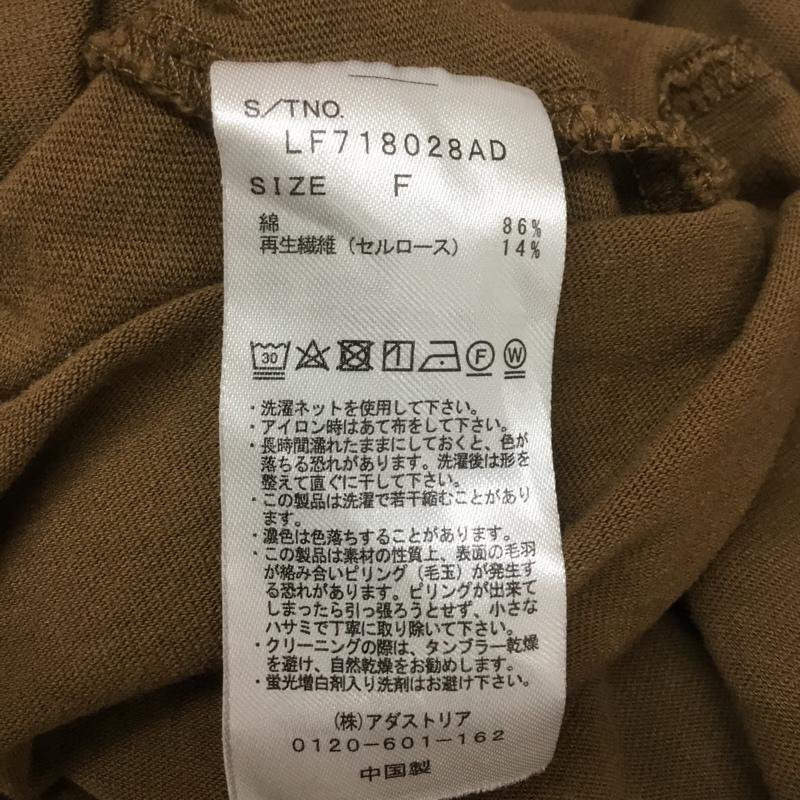 S/TNO.
LF718028AD
SIZE F
綿 86%
再生繊維（セルロース） 14%
30 F W
・洗濯ネットを使用して下さい。
・アイロン時はあて布をして下さい。
・長時間濡れたままにしておくと、色が
落ちる恐れがあります。洗濯後は形を
整えて直ぐに干して下さい。
・この製品は洗濯で若干縮むことがあり
ます。
・濃色は色落ちすることがあります。
・この製品は素材の性質上、表面の毛羽
が絡み合いピリング（毛玉）が発生す
る恐れがあります。ピリングが出来て
しまったら引っ張ろうとせず、小さな
ハサミで丁寧に取り除いて下さい。
・クリーニングの際は、タンブラー乾燥
を避け、自然乾燥をお勧めします。
・蛍光増白剤入り洗剤はお避け下さい。
（株）アダストリア
0120-601-162
中国製